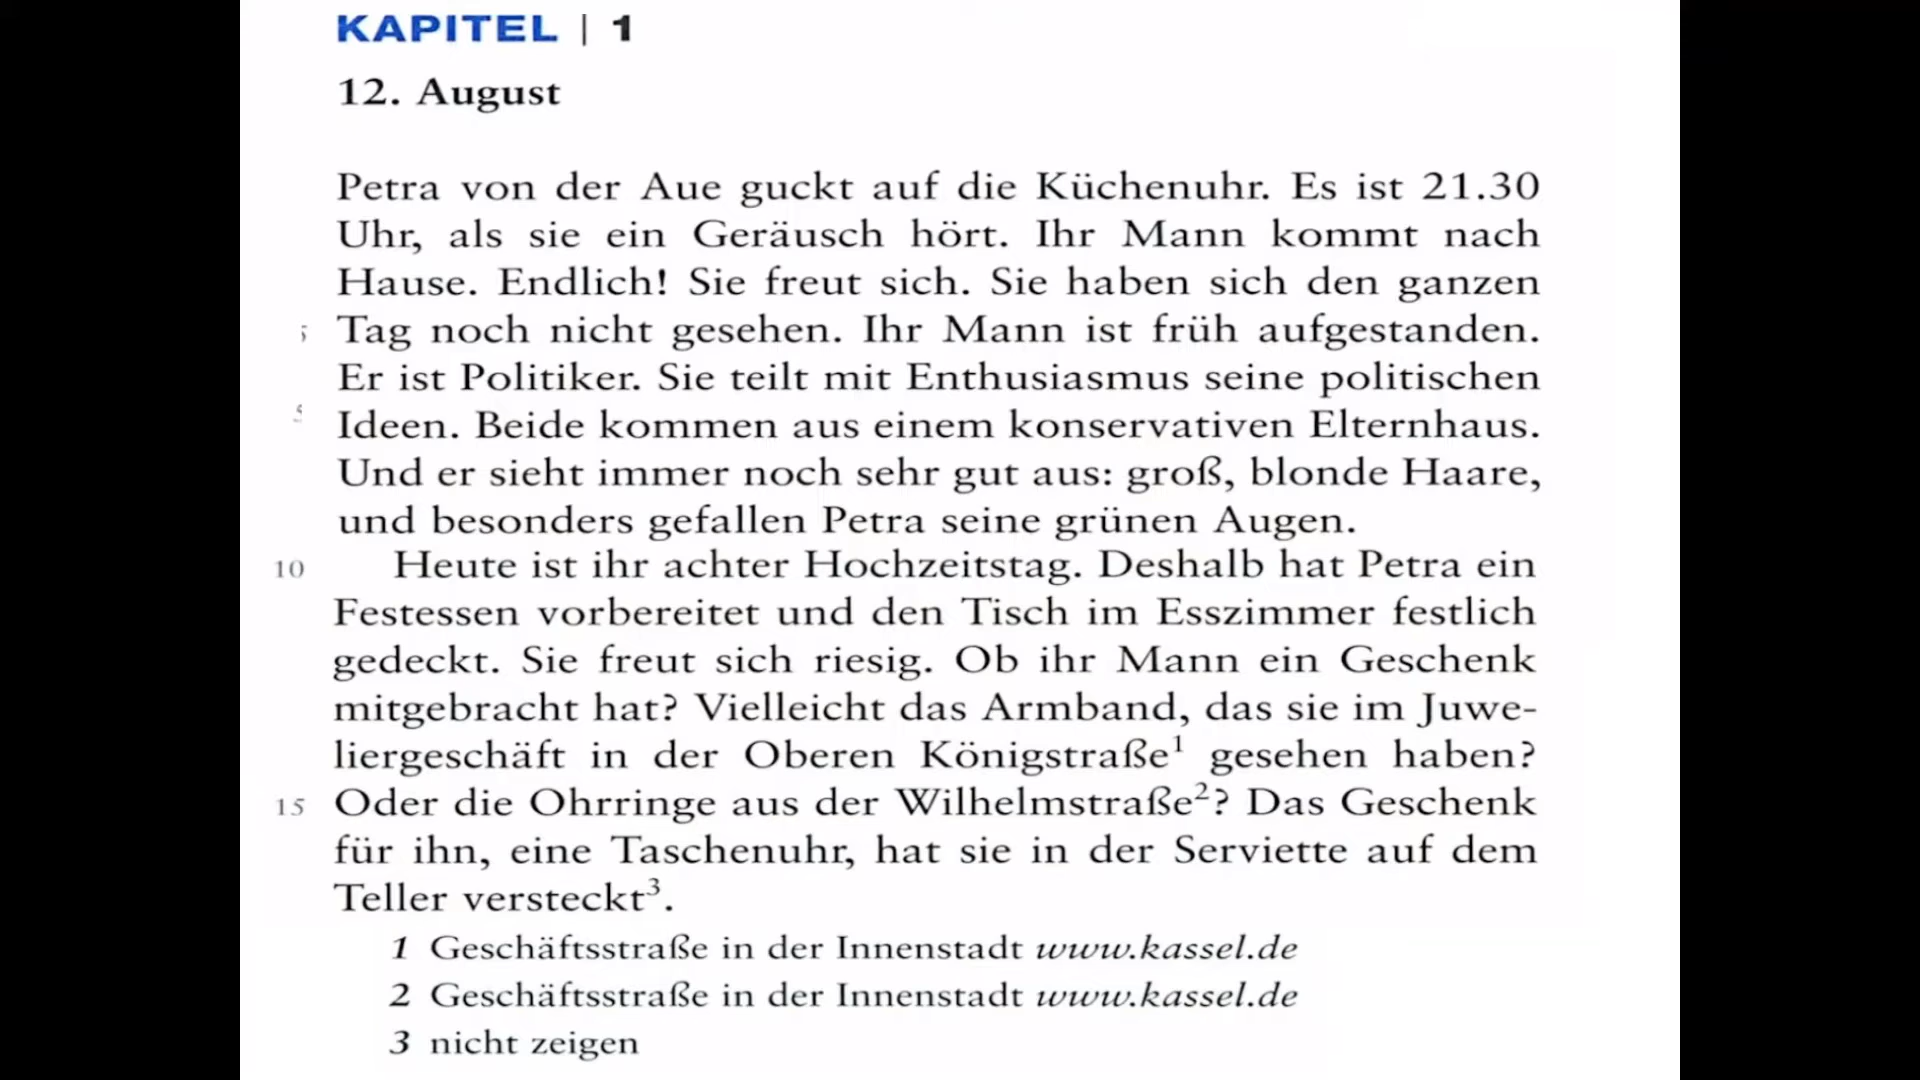 KAPITEL | 1
12. August
Petra von der Aue guckt auf die Küchenuhr. Es ist 21.30
Uhr, als sie ein Geräusch hört. Ihr Mann kommt nach
Hause. Endlich! Sie freut sich. Sie haben sich den ganzen
5 Tag noch nicht gesehen. Ihr Mann ist früh aufgestanden.
Er ist Politiker. Sie teilt mit Enthusiasmus seine politischen
5 Ideen. Beide kommen aus einem konservativen Elternhaus.
Und er sieht immer noch sehr gut aus: groß, blonde Haare,
und besonders gefallen Petra seine grünen Augen.
10 Heute ist ihr achter Hochzeitstag. Deshalb hat Petra ein
Festessen vorbereitet und den Tisch im Esszimmer festlich
gedeckt. Sie freut sich riesig. Ob ihr Mann ein Geschenk
mitgebracht hat? Vielleicht das Armband, das sie im Juwe-
liergeschäft in der Oberen Königstraße¹ gesehen haben?
15 Oder die Ohrringe aus der Wilhelmstraße²? Das Geschenk
für ihn, eine Taschenuhr, hat sie in der Serviette auf dem
Teller versteckt³.
1 Geschäftsstraße in der Innenstadt www.kassel.de
2 Geschäftsstraße in der Innenstadt www.kassel.de
3 nicht zeigen